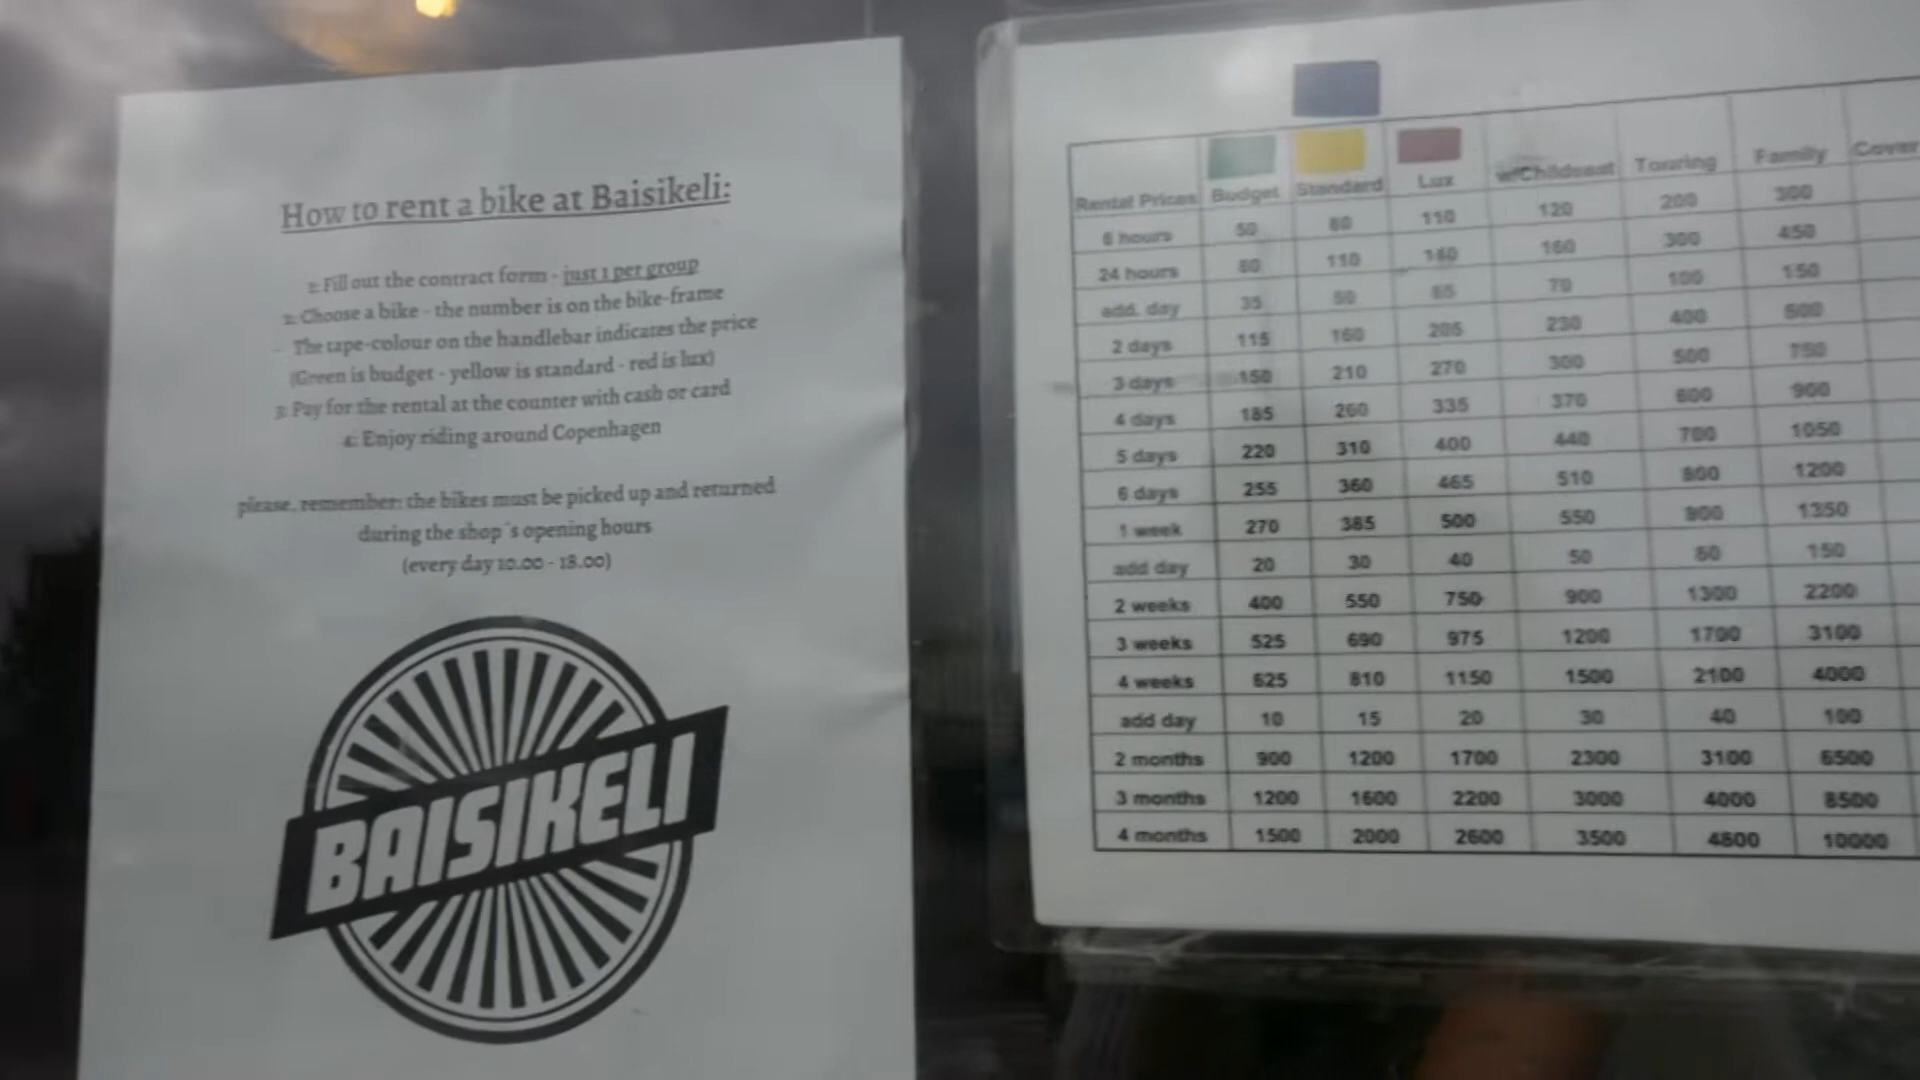 How to rent a bike at Baisikeli:
1: Fill out the contract form - just 1 per group
2: Choose a bike - the number is on the bike-frame
- The tape-colour on the handlebar indicates the price
(Green is budget - yellow is standard - red is lux)
3: Pay for the rental at the counter with cash or card
4: Enjoy riding around Copenhagen
please, remember: the bikes must be picked up and returned
during the shop´s opening hours
(every day 10.00 - 18.00)
BAISIKELI
Rental Prices Budget Standard Lux w/Childseat Touring Family Cover
6 hours 50 80 110 120 200 300
24 hours 80 110 140 160 300 450
add. day 35 50 65 70 100 150
2 days 115 160 205 230 400 600
3 days 150 210 270 300 500 750
4 days 185 260 335 370 600 900
5 days 220 310 400 440 700 1050
6 days 255 360 465 510 800 1200
1 week 270 385 500 550 900 1350
add day 20 30 40 50 80 150
2 weeks 400 550 750 900 1300 2200
3 weeks 525 690 975 1200 1700 3100
4 weeks 625 810 1150 1500 2100 4000
add day 10 15 20 30 40 100
2 months 900 1200 1700 2300 3100 6500
3 months 1200 1600 2200 3000 4000 8500
4 months 1500 2000 2600 3500 4800 10000